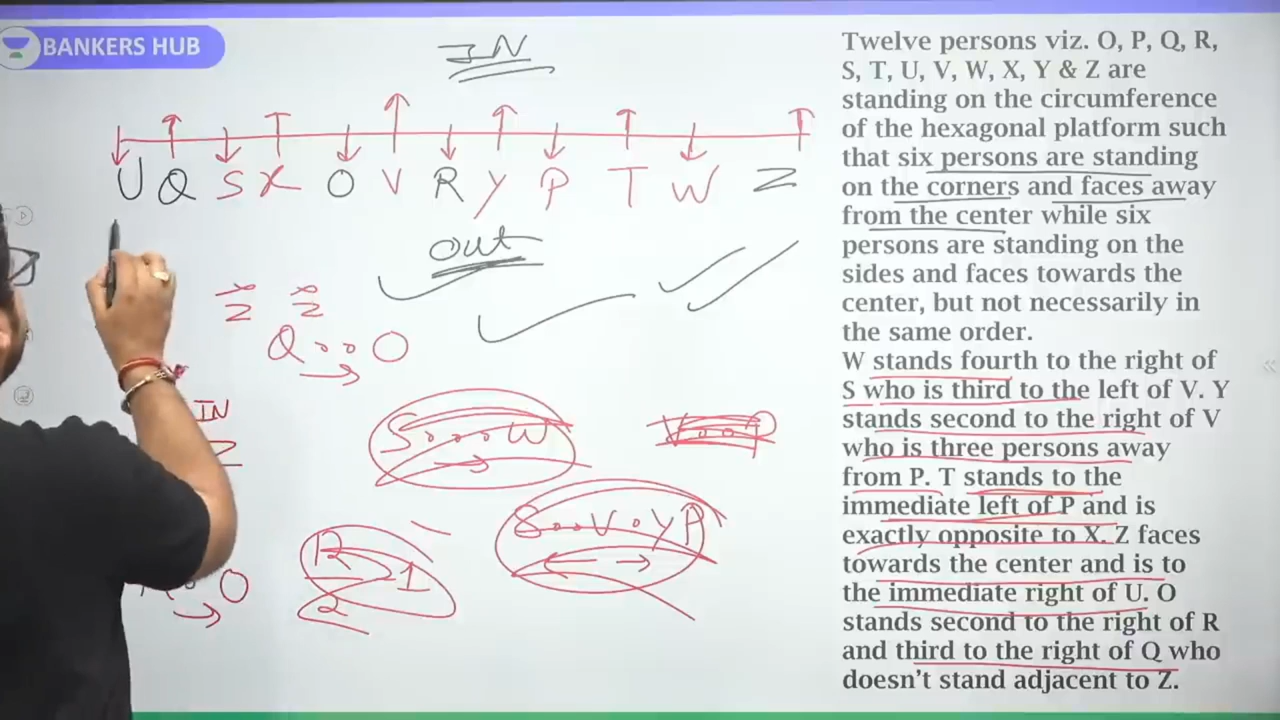 BANKERS HUB
IN
U Q S X O V R Y P T W Z
Out
Q . . O
IN
Z
S . . . W
V . . P
S . . V . Y P
R
2
1
O
Twelve persons viz. O, P, Q, R,
S, T, U, V, W, X, Y & Z are
standing on the circumference
of the hexagonal platform such
that six persons are standing
on the corners and faces away
from the center while six
persons are standing on the
sides and faces towards the
center, but not necessarily in
the same order.
W stands fourth to the right of
S who is third to the left of V. Y
stands second to the right of V
who is three persons away
from P. T stands to the
immediate left of P and is
exactly opposite to X. Z faces
towards the center and is to
the immediate right of U. O
stands second to the right of R
and third to the right of Q who
doesn't stand adjacent to Z.